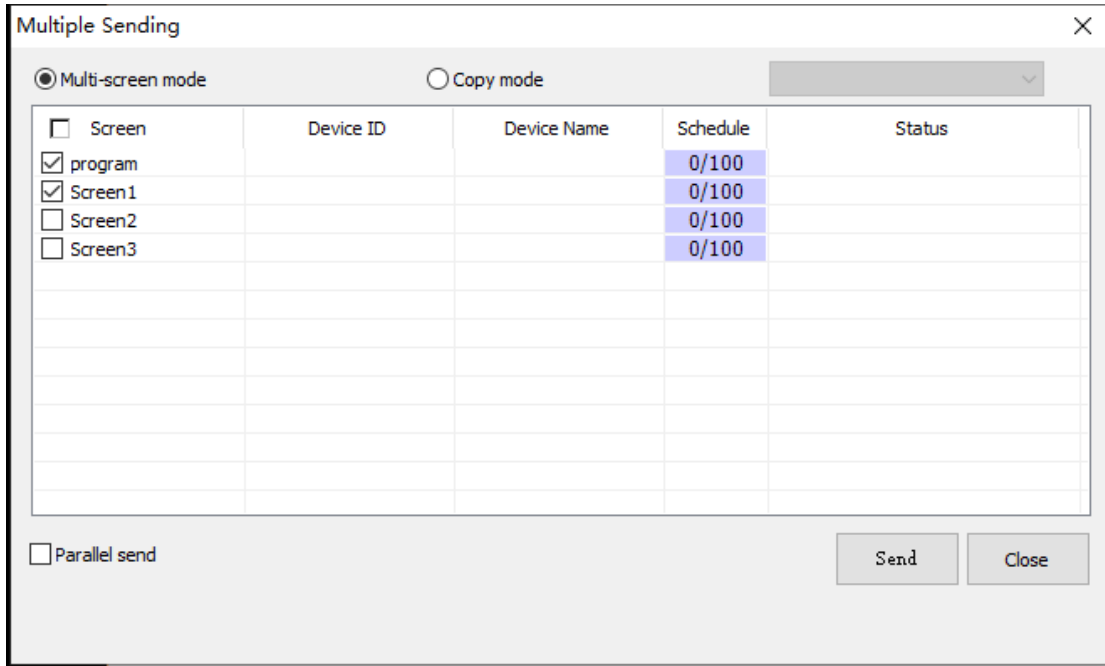 Multiple Sending
Multi-screen mode Copy mode
Screen Device ID Device Name Schedule Status
program 0/100
Screen1 0/100
Screen2 0/100
Screen3 0/100
Parallel send Send Close